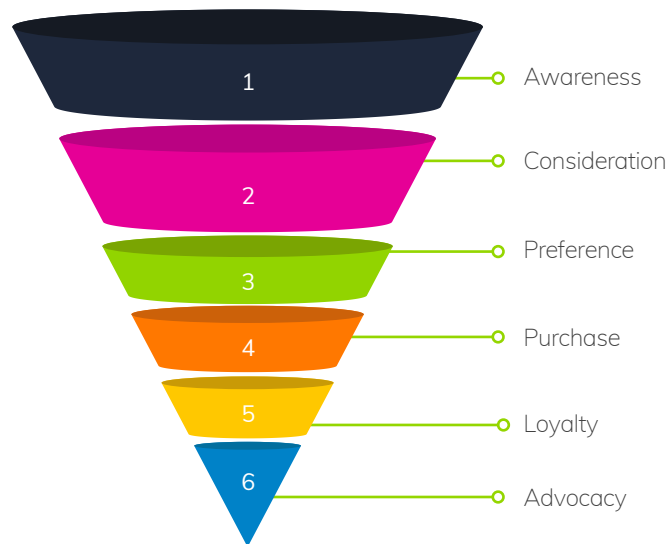 1
Awareness
2
Consideration
3
Preference
4
Purchase
5
Loyalty
6
Advocacy